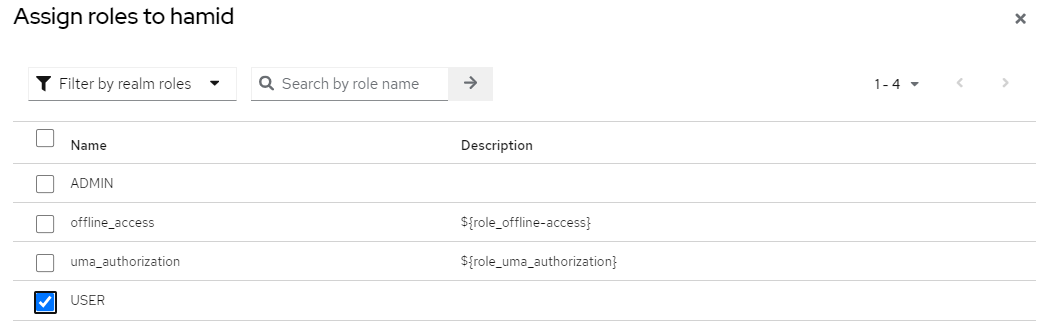 Assign roles to hamid
Filter by realm roles
Search by role name
1 - 4
Name Description
ADMIN
offline_access ${role_offline-access}
uma_authorization ${role_uma_authorization}
USER